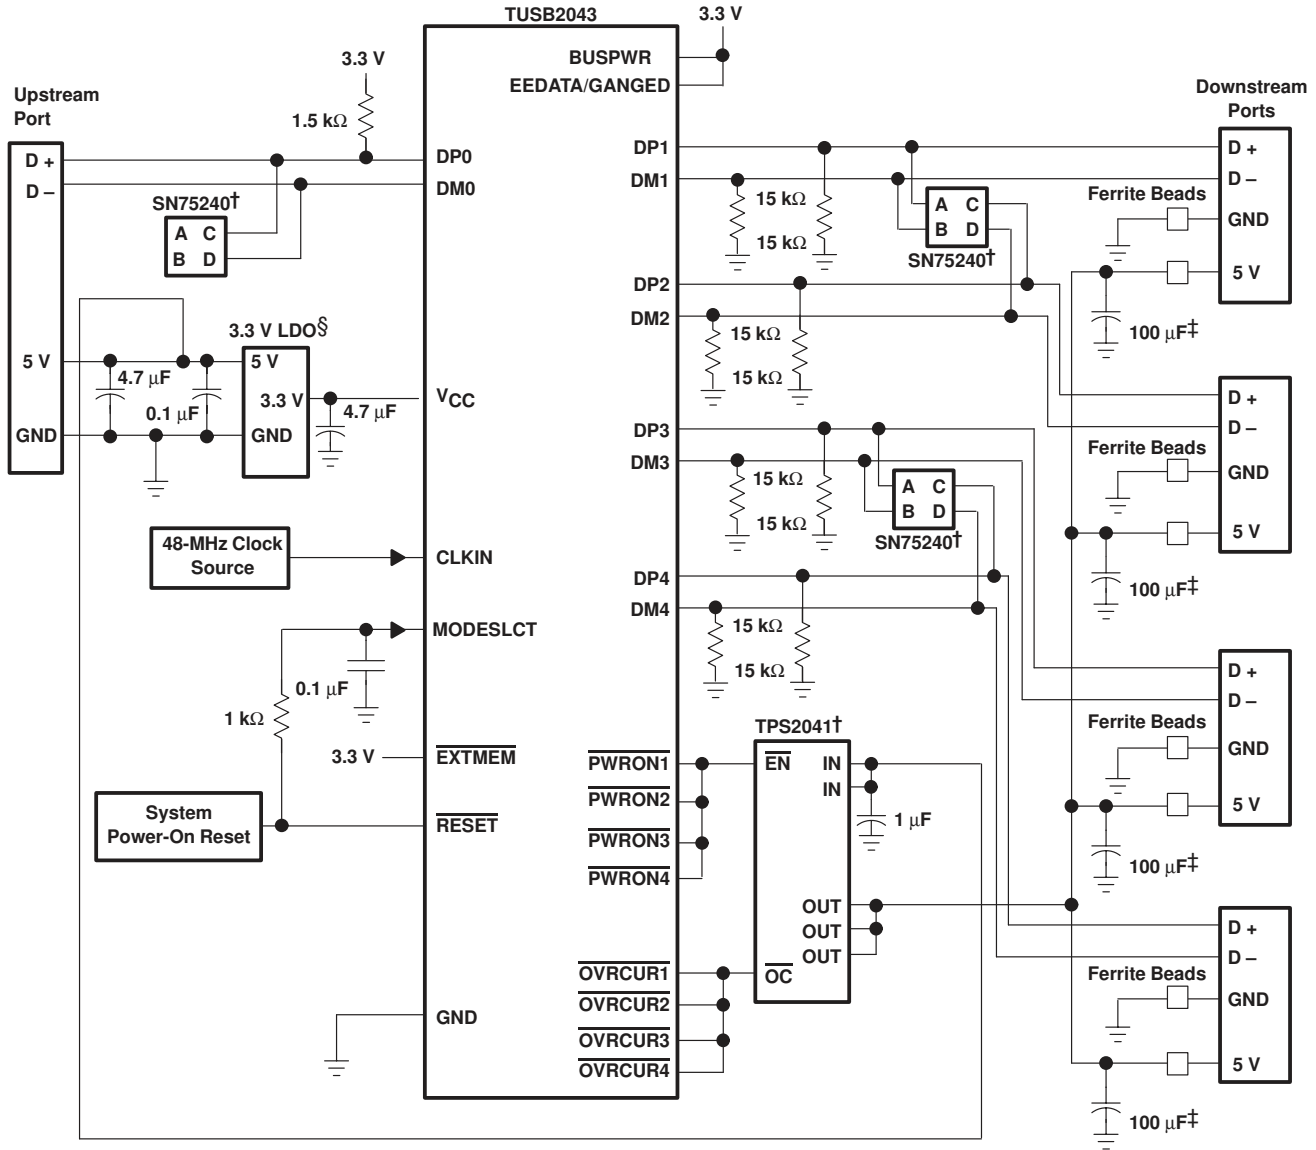 TUSB2043
3.3 V
BUSPWR
EEDATA/GANGED
3.3 V
1.5 kΩ
Upstream
Port
D +
D –
DP0
DM0
SN75240†
A C
B D
3.3 V LDO§
5 V
4.7 µF
0.1 µF
5 V
3.3 V
GND
GND
4.7 µF
VCC
48-MHz Clock
Source
CLKIN
MODESLCT
0.1 µF
1 kΩ
3.3 V
EXTMEM
System
Power-On Reset
RESET
GND
DP1
DM1
15 kΩ
15 kΩ
A C
B D
SN75240†
DP2
DM2
15 kΩ
15 kΩ
DP3
DM3
15 kΩ
15 kΩ
A C
B D
SN75240†
DP4
DM4
15 kΩ
15 kΩ
PWRON1
PWRON2
PWRON3
PWRON4
OVRCUR1
OVRCUR2
OVRCUR3
OVRCUR4
TPS2041†
EN
IN
IN
1 µF
OUT
OUT
OUT
OC
Downstream
Ports
D +
D –
Ferrite Beads
GND
5 V
100 µF‡
D +
D –
Ferrite Beads
GND
5 V
100 µF‡
D +
D –
Ferrite Beads
GND
5 V
100 µF‡
D +
D –
Ferrite Beads
GND
5 V
100 µF‡